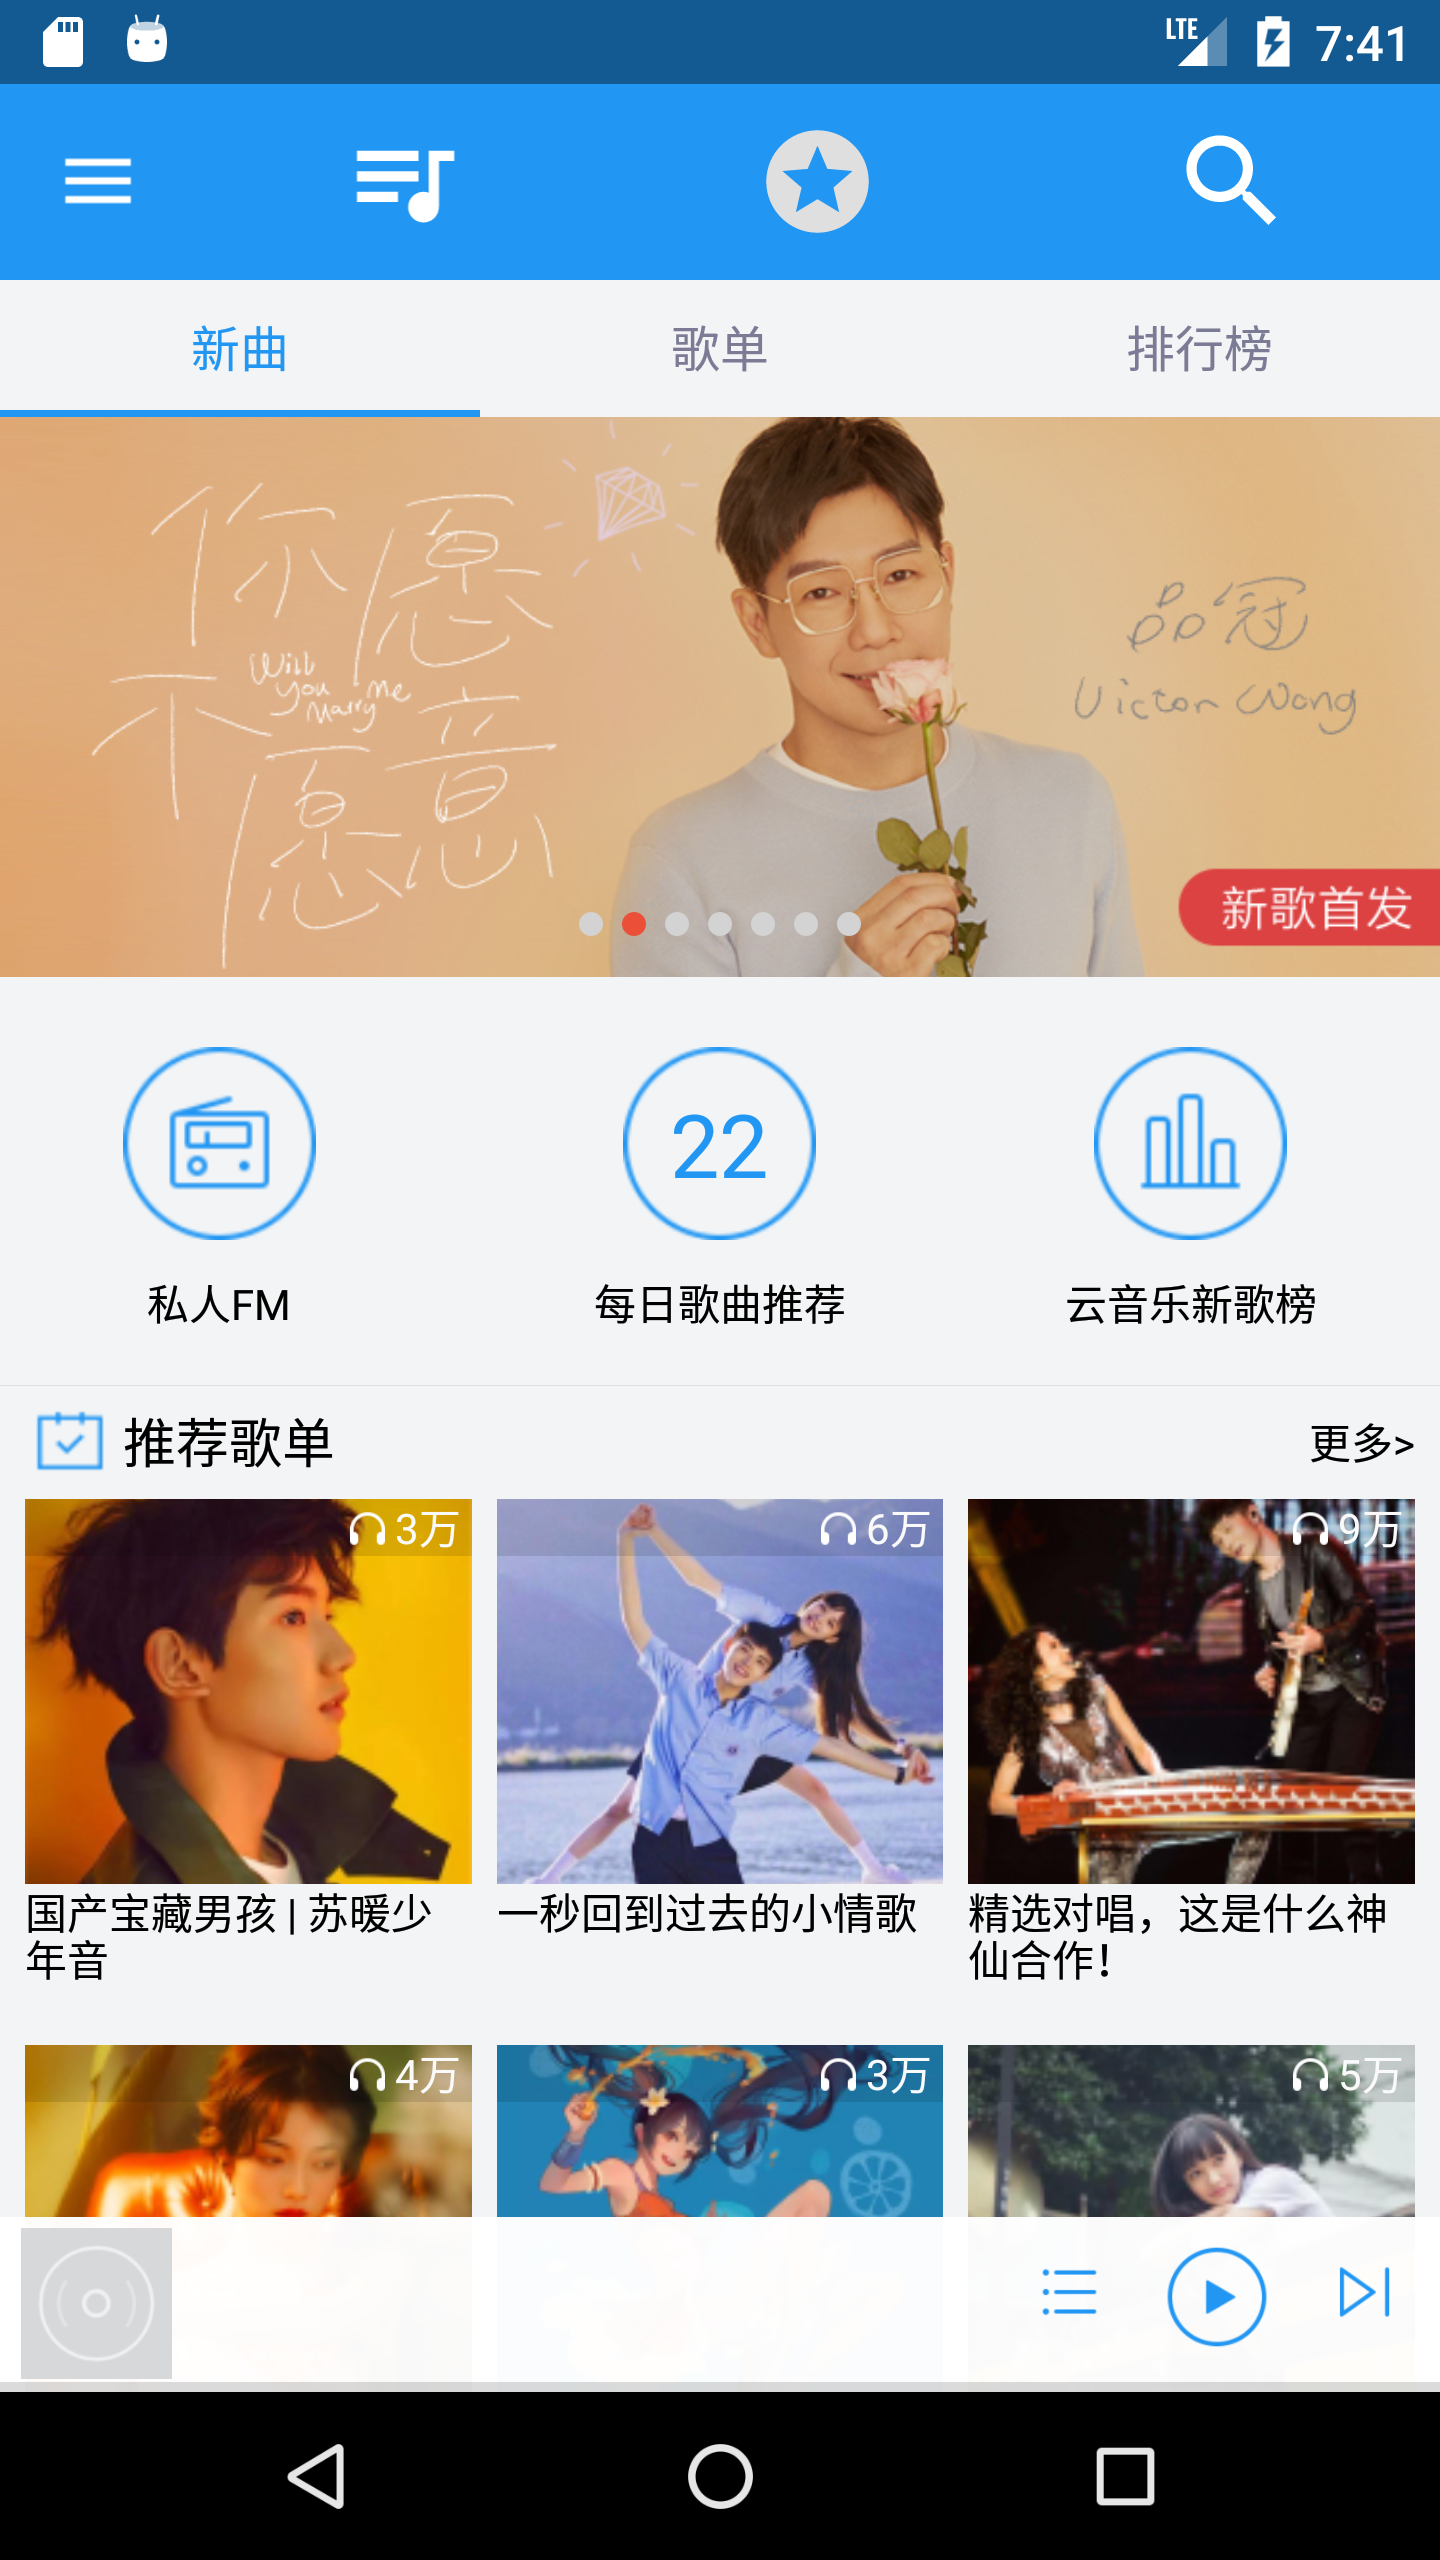 LTE 7:41
新曲 歌单 排行榜
你愿
不愿意
Will
You
Marry Me
品冠
Victor Wong
新歌首发
22
私人FM 每日歌曲推荐 云音乐新歌榜
推荐歌单 更多>
3万 6万 9万
国产宝藏男孩 | 苏暖少
年音
一秒回到过去的小情歌
精选对唱，这是什么神
仙合作！
4万 3万 5万